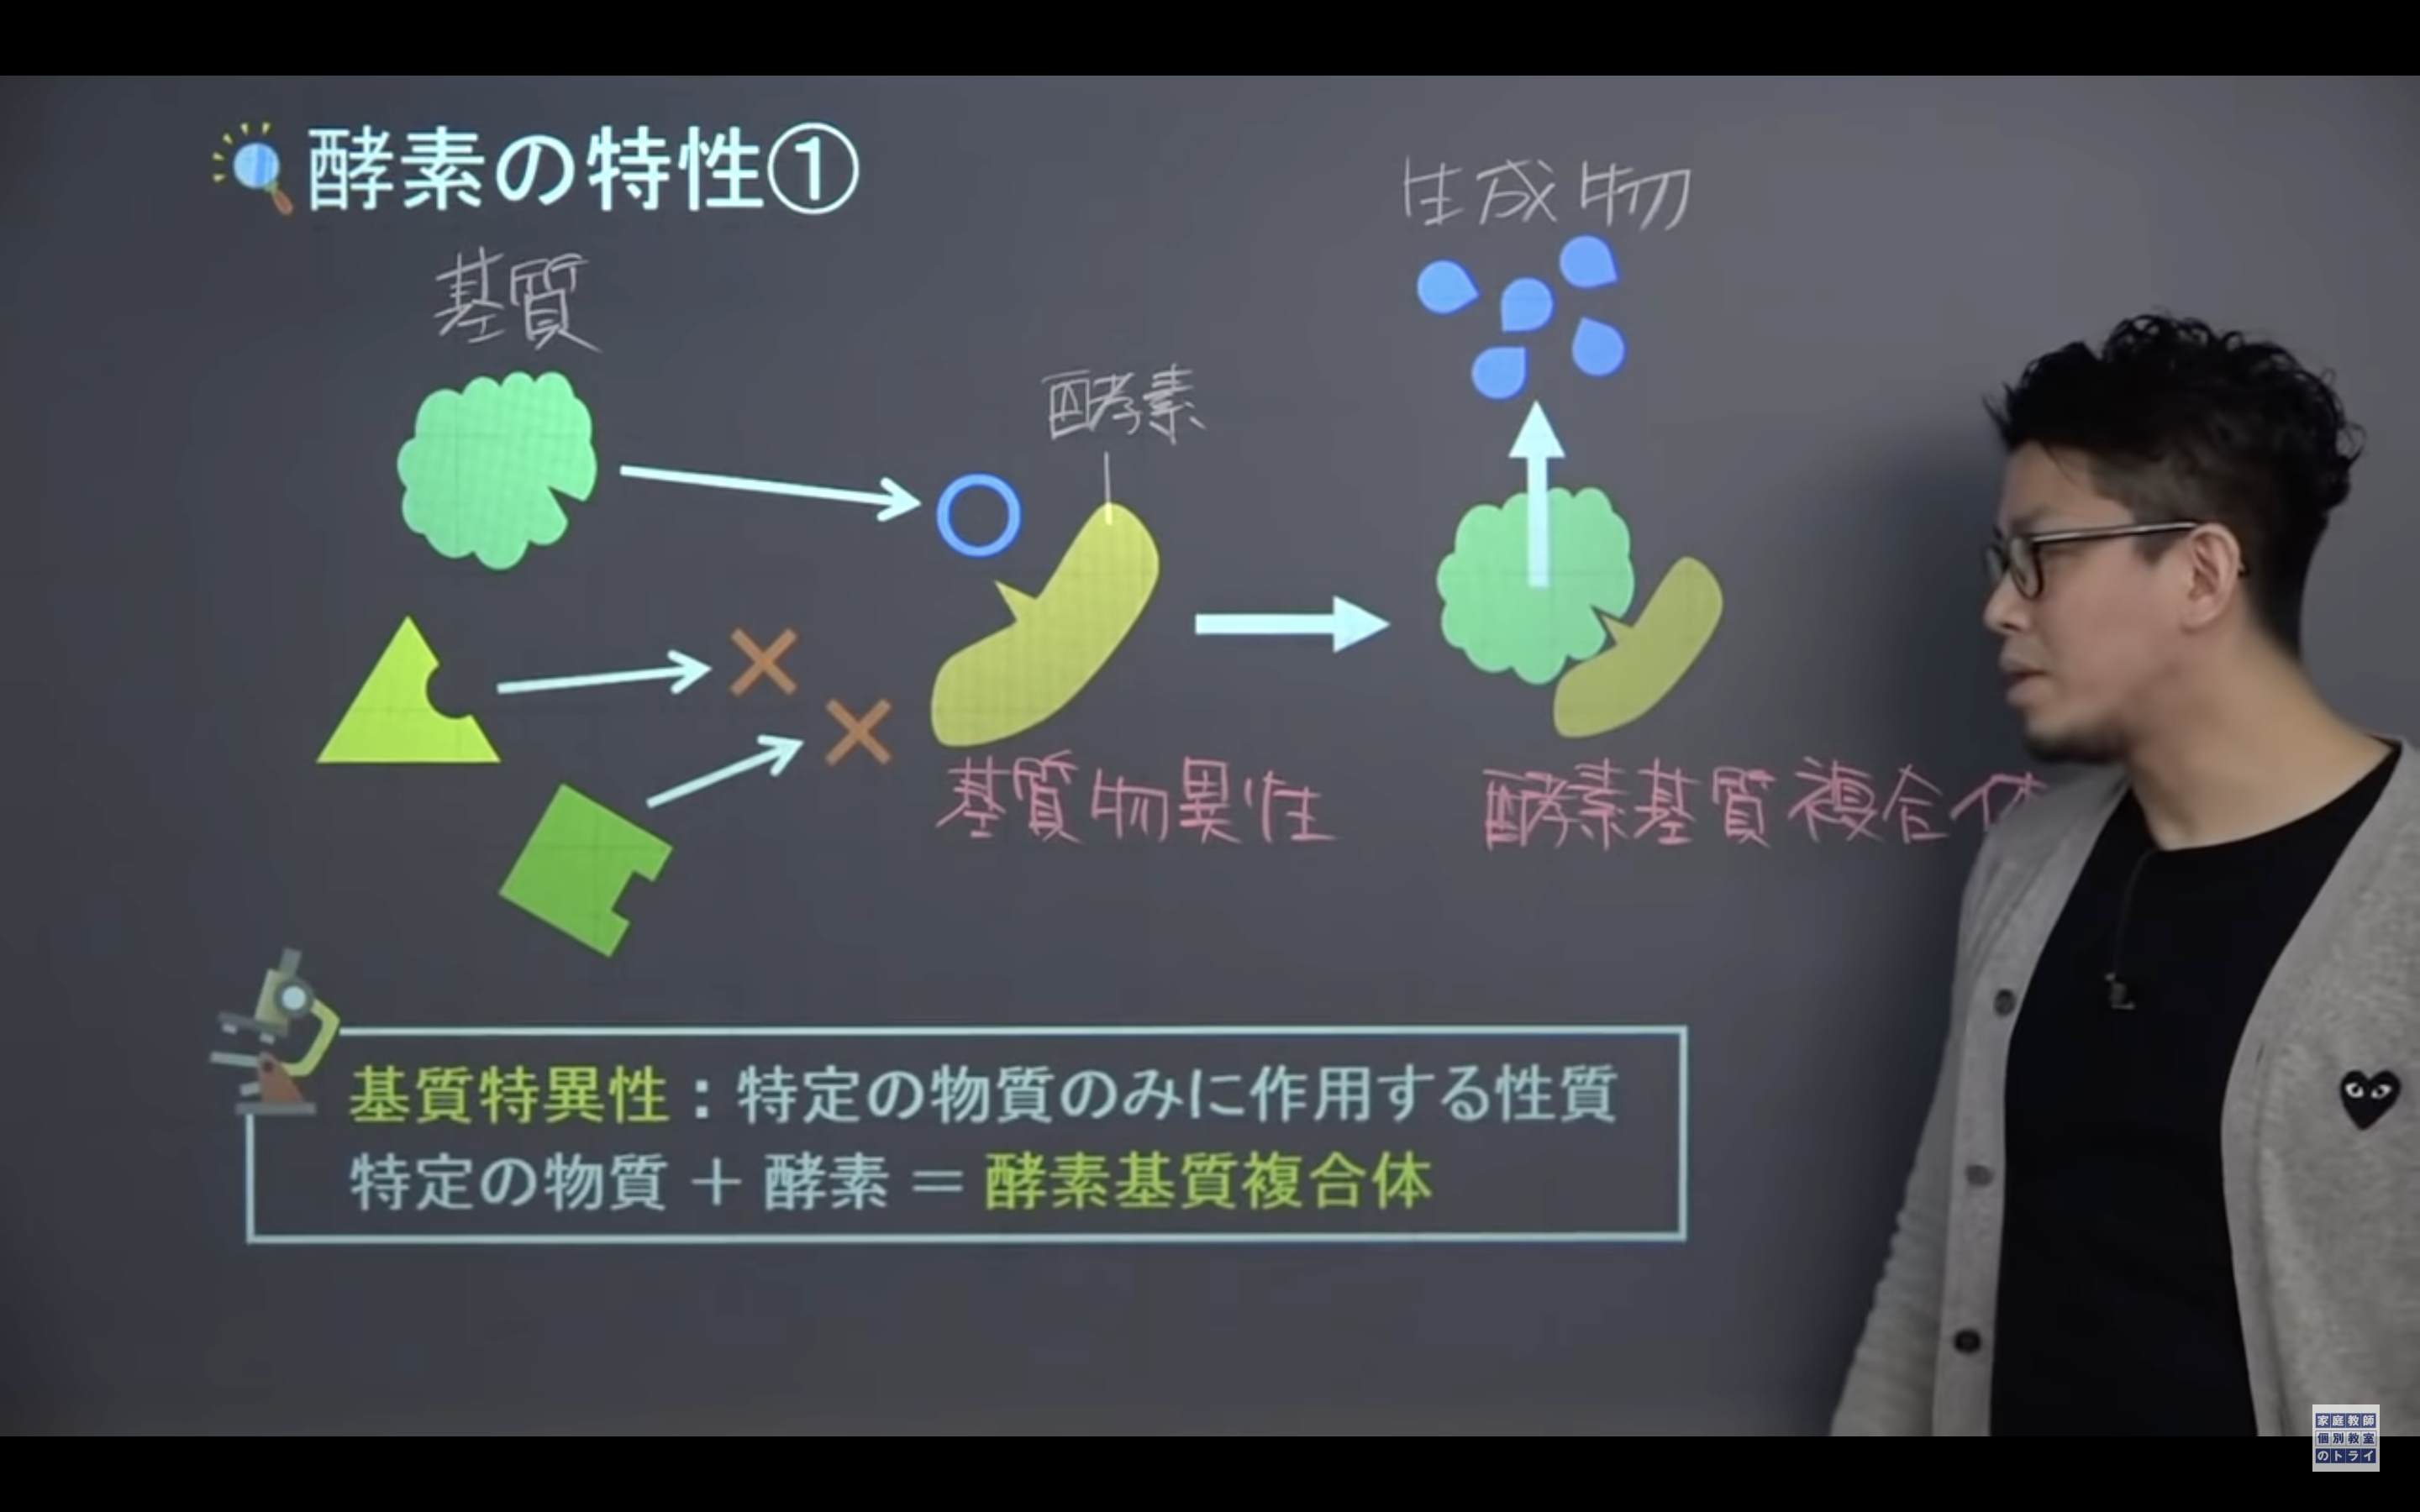 酵素の特性①
生成物
基質
酵素
基質物異性
酵素基質複合体
基質特異性：特定の物質のみに作用する性質
特定の物質＋酵素＝酵素基質複合体
家庭教師
個別教室
のトライ